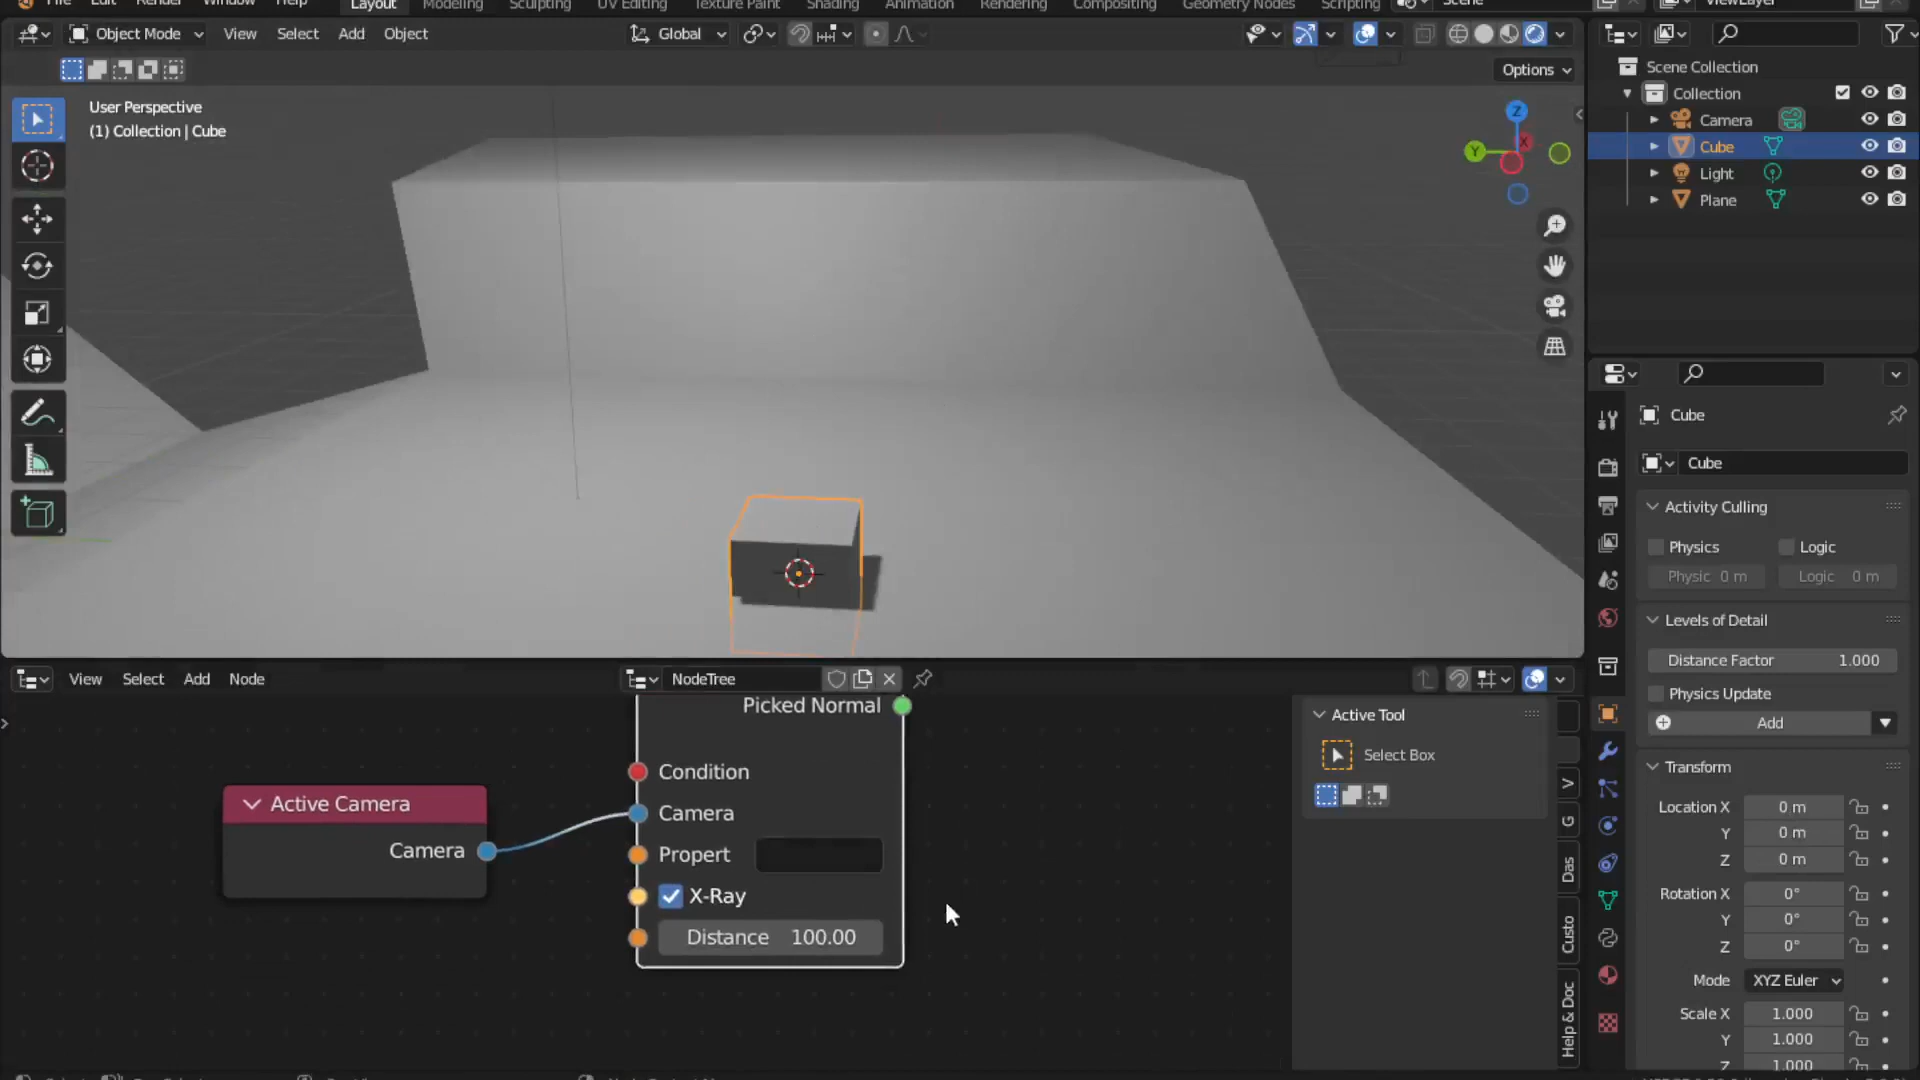 File Edit Render Window Help Layout Modeling Sculpting UV Editing Texture Paint Shading Animation Rendering Compositing Geometry Nodes Scripting Scene ViewLayer
Object Mode View Select Add Object Global
Options
User Perspective
(1) Collection | Cube
Z
Y
X
Scene Collection
Collection
Camera
Cube
Light
Plane
Cube
Cube
Activity Culling
Physics Logic
Physic 0 m Logic 0 m
Levels of Detail
Distance Factor 1.000
Physics Update
Add
Transform
Location X 0 m
Y 0 m
Z 0 m
Rotation X 0°
Y 0°
Z 0°
Mode XYZ Euler
Scale X 1.000
Y 1.000
Z 1.000
View Select Add Node NodeTree
Picked Normal
Condition
Camera
Propert
X-Ray
Distance 100.00
Active Camera
Camera
Active Tool
Select Box
V
G
Das
Custo
Help & Doc